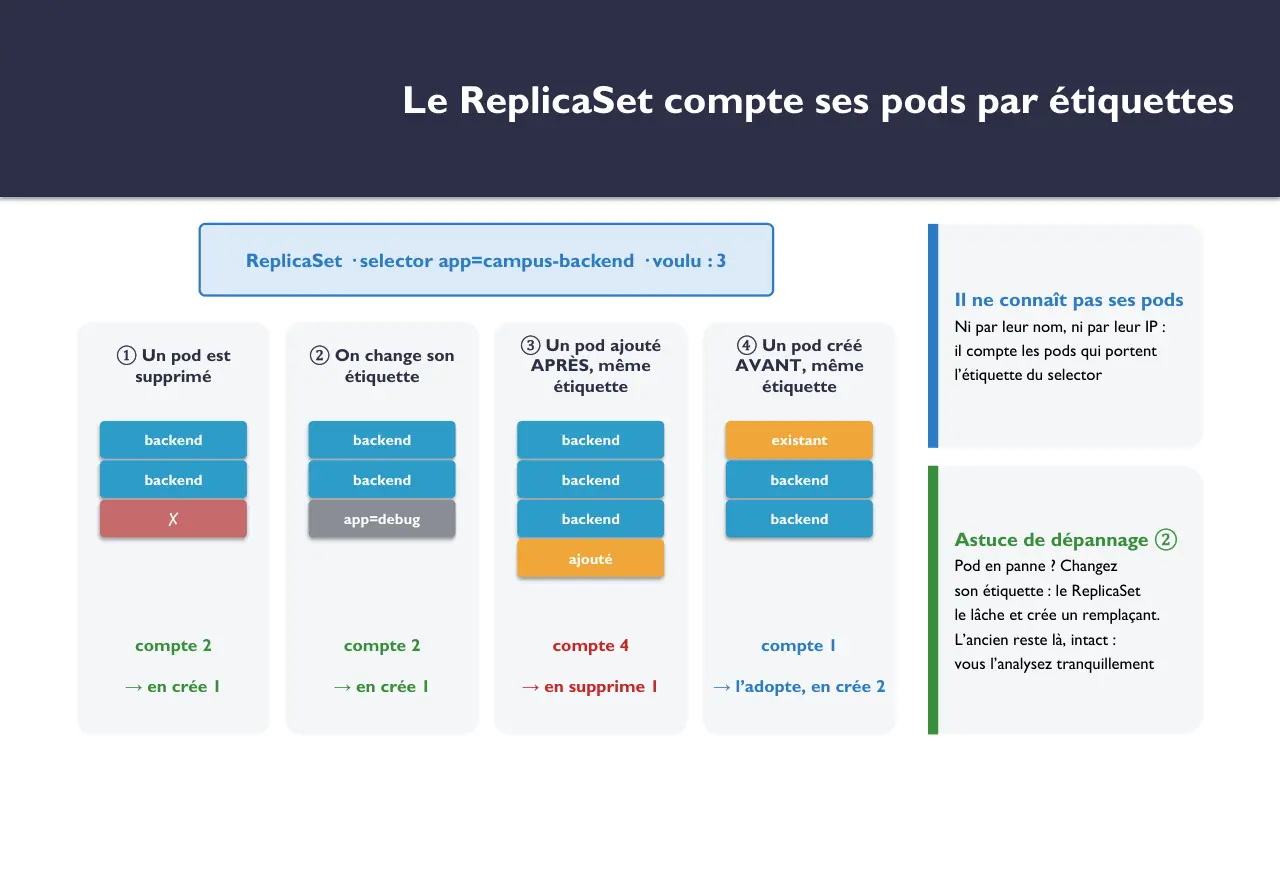 Le ReplicaSet compte ses pods par étiquettes
ReplicaSet · selector app=campus-backend · voulu : 3
① Un pod est
supprimé
backend
backend
✗
compte 2
→ en crée 1
② On change son
étiquette
backend
backend
app=debug
compte 2
→ en crée 1
③ Un pod ajouté
APRÈS, même
étiquette
backend
backend
backend
ajouté
compte 4
→ en supprime 1
④ Un pod créé
AVANT, même
étiquette
existant
backend
backend
compte 1
→ l’adopte, en crée 2
Il ne connaît pas ses pods
Ni par leur nom, ni par leur IP :
il compte les pods qui portent
l’étiquette du selector
Astuce de dépannage ②
Pod en panne ? Changez
son étiquette : le ReplicaSet
le lâche et crée un remplaçant.
L’ancien reste là, intact :
vous l’analysez tranquillement